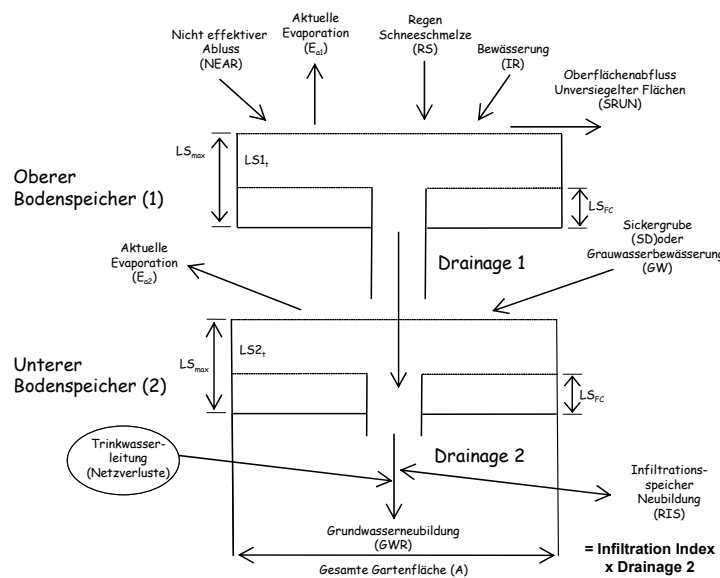 Nicht effektiver
Abluss
(NEAR)
Aktuelle
Evaporation
(Ea1)
Regen
Schneeschmelze
(RS)
Bewässerung
(IR)
Oberflächenabfluss
Unversiegelter Flächen
(SRUN)
LSmax
LS1t
Oberer
Bodenspeicher (1)
LSFC
Aktuelle
Evaporation
(Ea2)
Drainage 1
Sickergrube
(SD)oder
Grauwasserbewässerung
(GW)
Unterer
Bodenspeicher (2)
LSmax
LS2t
LSFC
Trinkwasser-
leitung
(Netzverluste)
Drainage 2
Infiltrations-
speicher
Neubildung
(RIS)
Grundwasserneubildung
(GWR)
= Infiltration Index
x Drainage 2
Gesamte Gartenfläche (A)